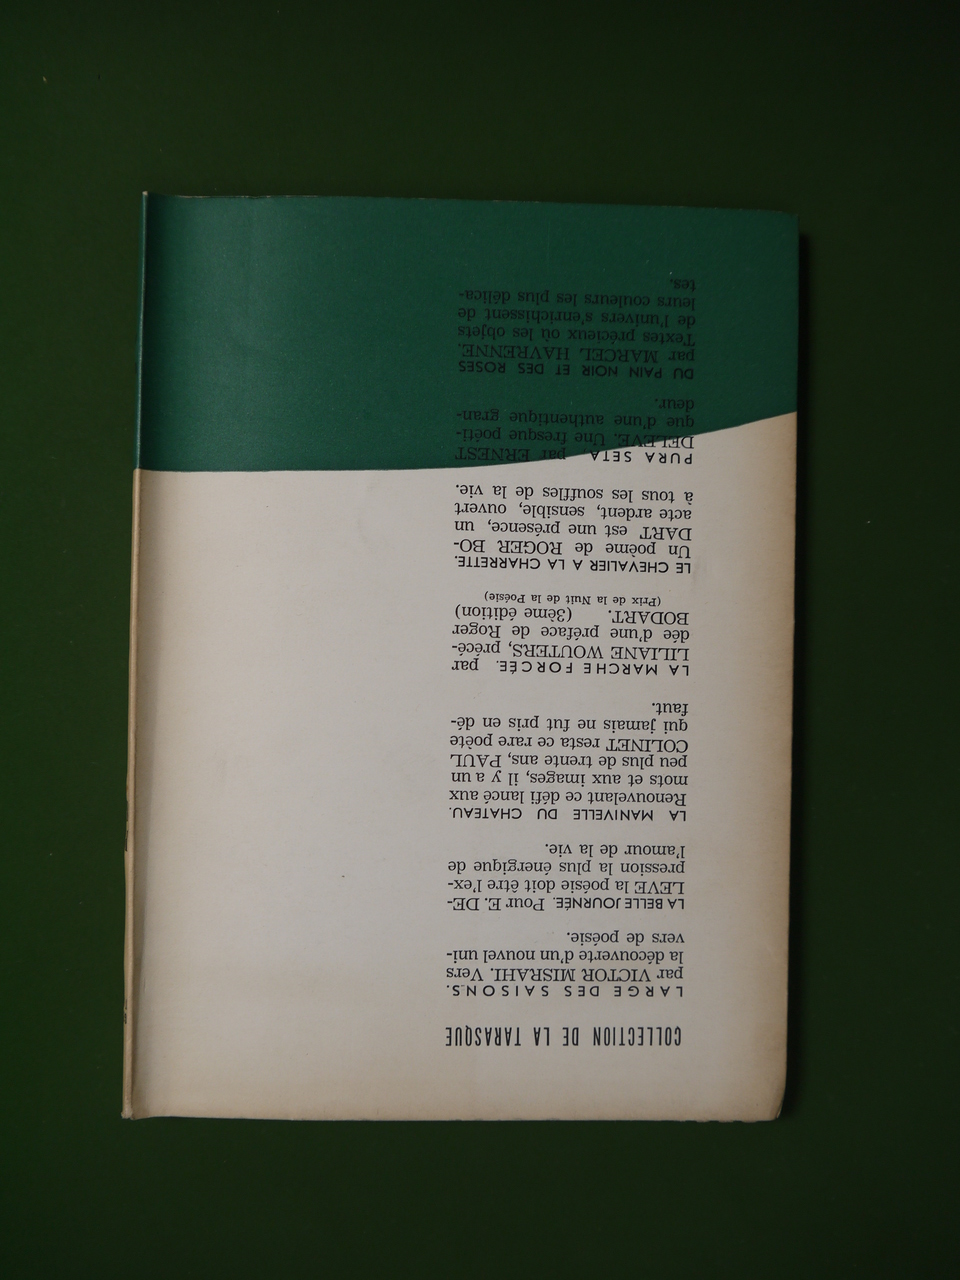 COLLECTION DE LA TARASQUE
LARGE DES SAISONS.
par VICTOR MISRAHI. Vers
la découverte d'un nouvel uni-
vers de poésie.
LA BELLE JOURNÉE. Pour E. DE-
LEVE la poésie doit être l'ex-
pression la plus énergique de
l'amour de la vie.
LA MANIVELLE DU CHATEAU.
Renouvelant ce défi lancé aux
mots et aux images, il y a un
peu plus de trente ans, PAUL
COLINET resta ce rare poète
qui jamais ne fut pris en dé-
faut.
LA MARCHE FORCÉE. par
LILIANE WOUTERS, précé-
dée d'une préface de Roger
BODART. (3ème édition)
(Prix de la Nuit de la Poésie)
LE CHEVALIER A LA CHARRETTE.
Un poème de ROGER BO-
DART est une présence, un
acte ardent, sensible, ouvert
à tous les souffles de la vie.
PURA SETA, par ERNEST
DELEVE. Une fresque poéti-
que d'une authentique gran-
deur.
DU PAIN NOIR ET DES ROSES
par MARCEL HAVRENNE.
Textes précieux où les objets
de l'univers s'enrichissent de
leurs couleurs les plus délica-
tes.